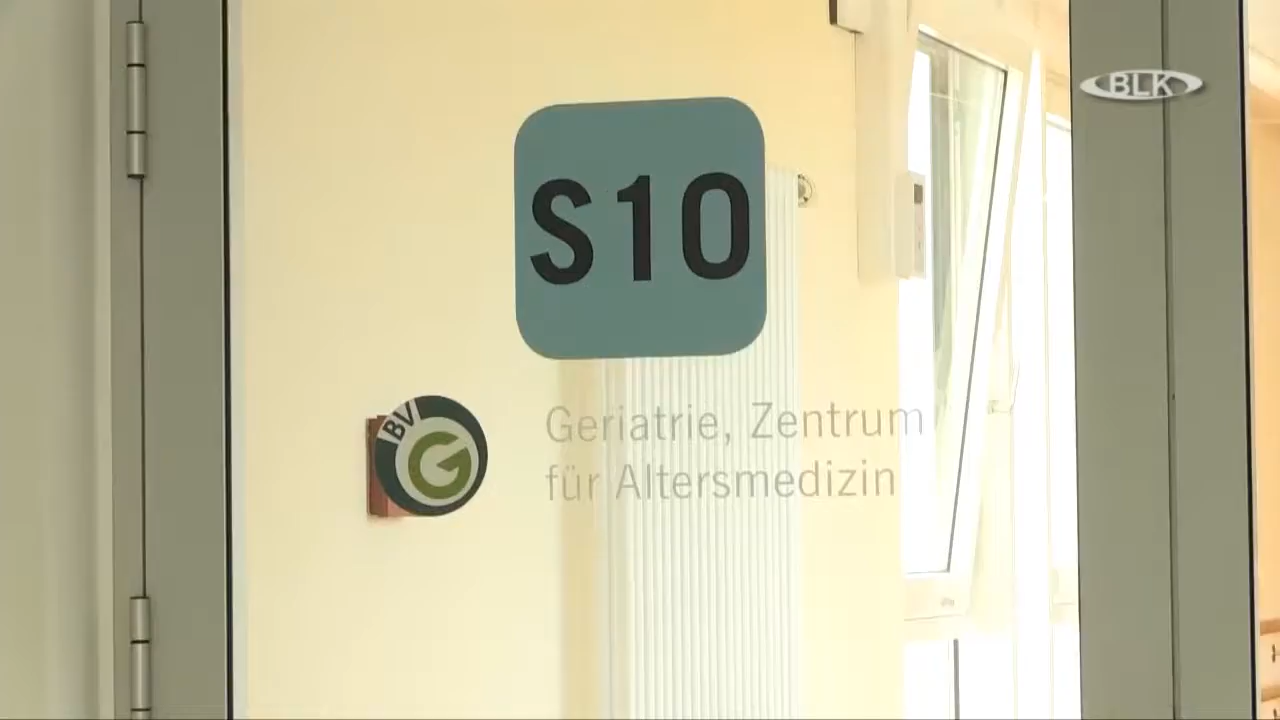 BLK
S10
BV
G
Geriatrie, Zentrum
für Altersmedizin